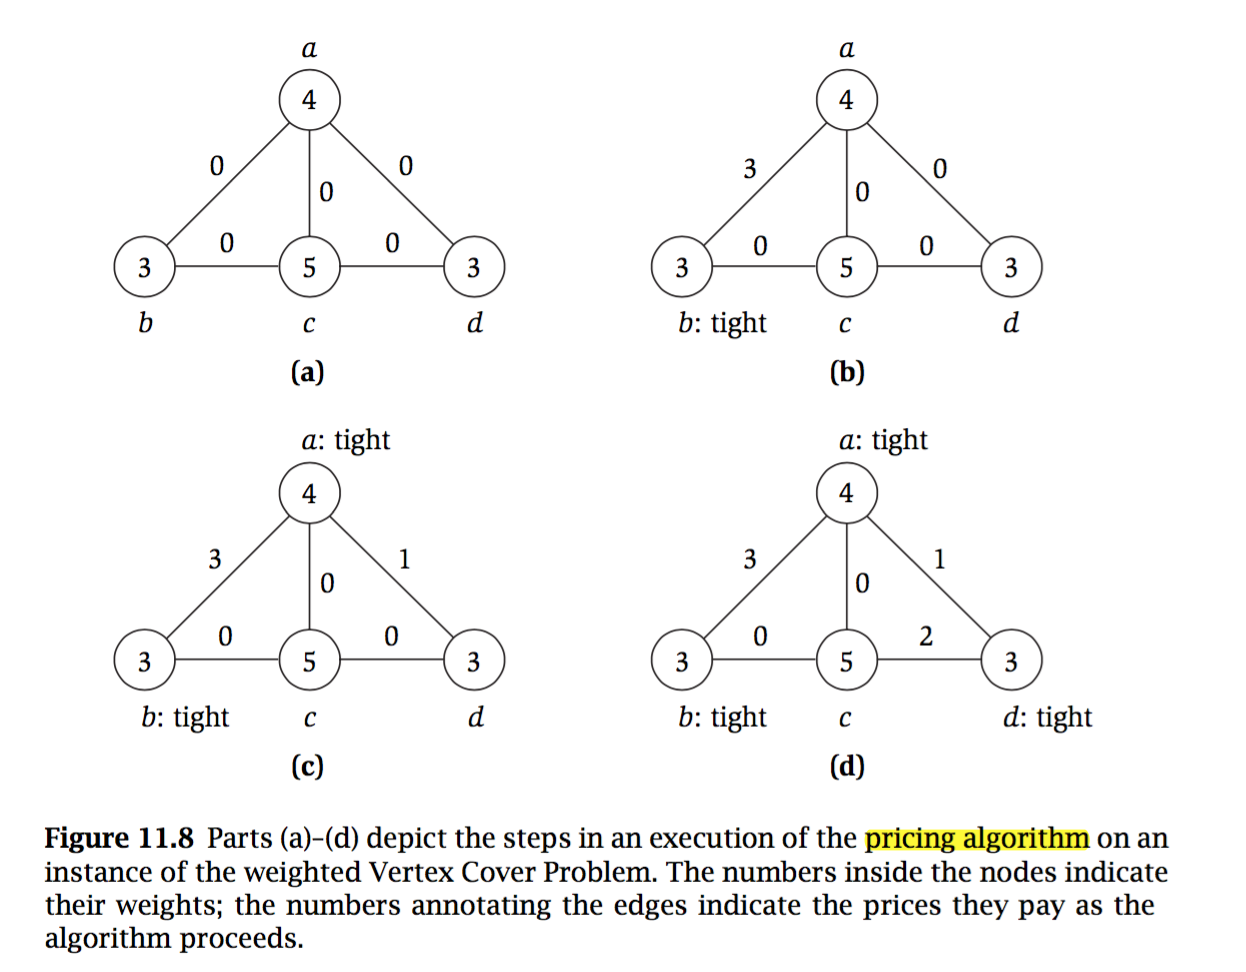 a a
4 4
0 0 3 0
0 0
0 0 0 0
3 5 3 3 5 3
b c d b: tight c d
(a) (b)
a: tight a: tight
4 4
3 1 3 1
0 0
0 0 0 2
3 5 3 3 5 3
b: tight c d b: tight c d: tight
(c) (d)
Figure 11.8 Parts (a)–(d) depict the steps in an execution of the pricing algorithm on an
instance of the weighted Vertex Cover Problem. The numbers inside the nodes indicate
their weights; the numbers annotating the edges indicate the prices they pay as the
algorithm proceeds.